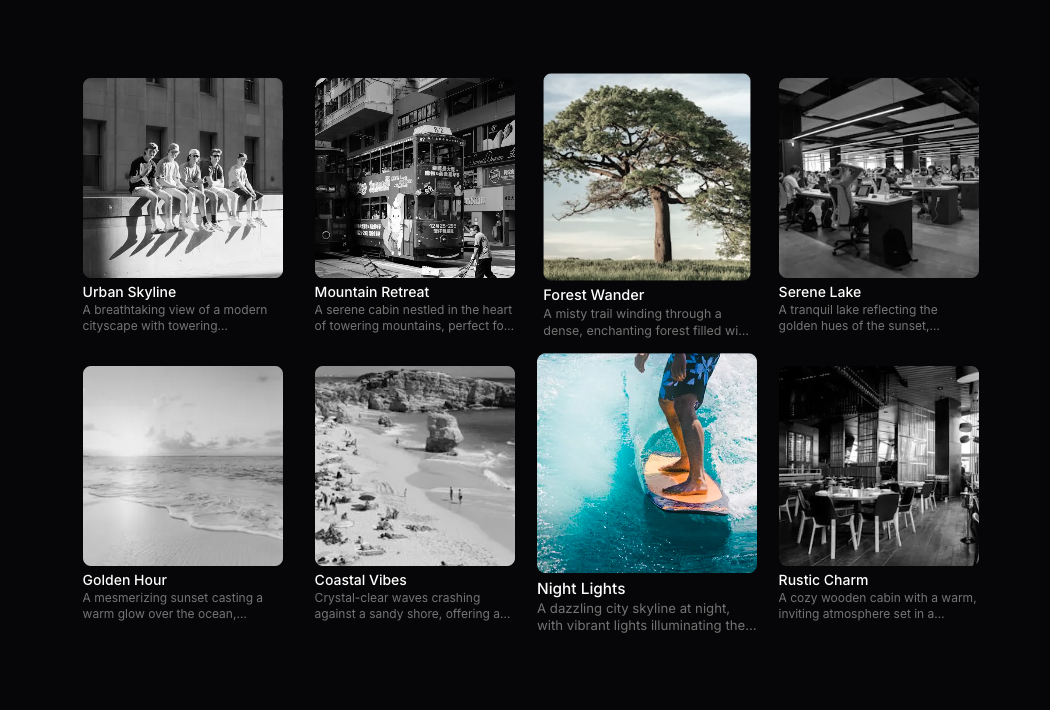 Urban Skyline
A breathtaking view of a modern
cityscape with towering...
Mountain Retreat
A serene cabin nestled in the heart
of towering mountains, perfect fo...
Forest Wander
A misty trail winding through a
dense, enchanting forest filled wi...
Serene Lake
A tranquil lake reflecting the
golden hues of the sunset,...
Golden Hour
A mesmerizing sunset casting a
warm glow over the ocean,...
Coastal Vibes
Crystal-clear waves crashing
against a sandy shore, offering a...
Night Lights
A dazzling city skyline at night,
with vibrant lights illuminating the...
Rustic Charm
A cozy wooden cabin with a warm,
inviting atmosphere set in a...